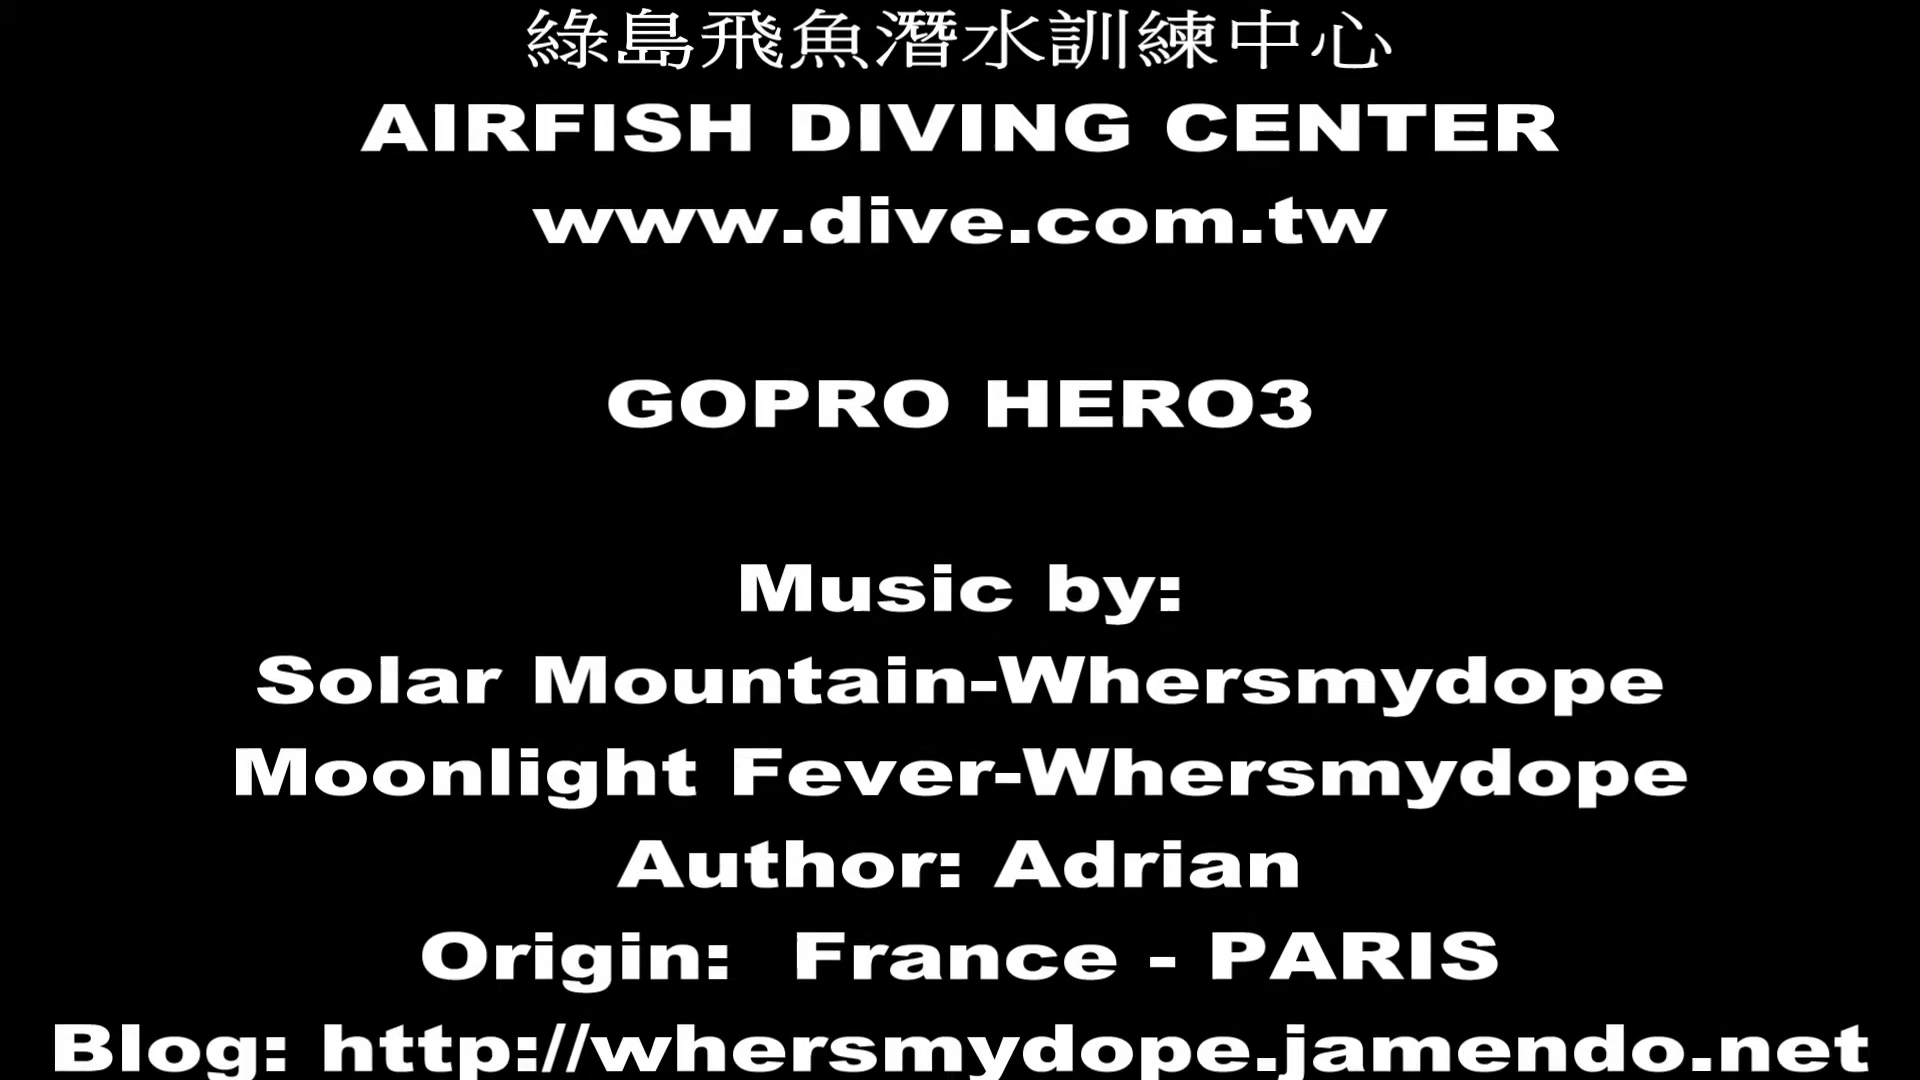 綠島飛魚潛水訓練中心
AIRFISH DIVING CENTER
www.dive.com.tw
GOPRO HERO3
Music by:
Solar Mountain-Whersmydope
Moonlight Fever-Whersmydope
Author: Adrian
Origin:  France - PARIS
Blog: http://whersmydope.jamendo.net